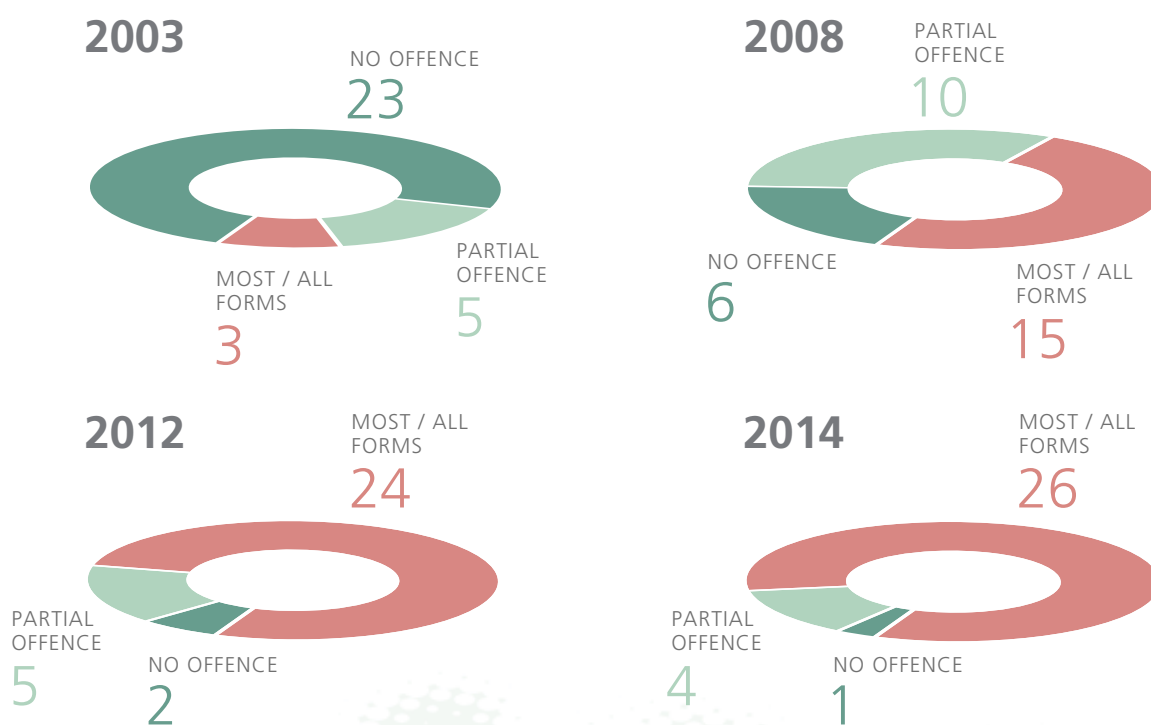 2003
NO OFFENCE
23
MOST / ALL
FORMS
3
PARTIAL
OFFENCE
5
2008
PARTIAL
OFFENCE
10
NO OFFENCE
6
MOST / ALL
FORMS
15
2012
MOST / ALL
FORMS
24
PARTIAL
OFFENCE
5
NO OFFENCE
2
2014
MOST / ALL
FORMS
26
PARTIAL
OFFENCE
4
NO OFFENCE
1